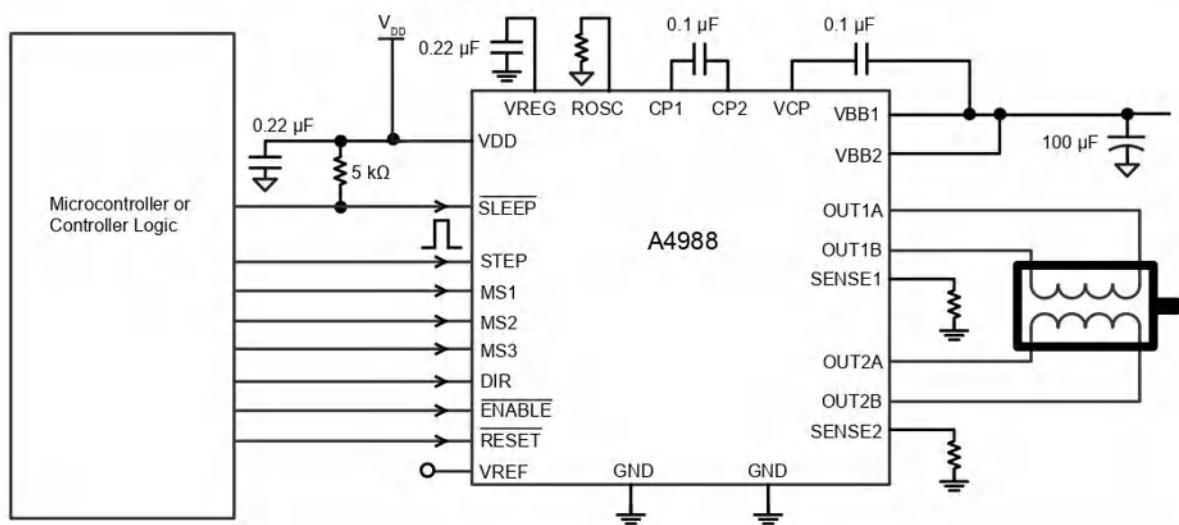 V_DD
0.22 µF
0.1 µF
0.1 µF
VREG
ROSC
CP1
CP2
VCP
VBB1
0.22 µF
VDD
VBB2
100 µF
5 kΩ
Microcontroller or
Controller Logic
SLEEP
OUT1A
A4988
OUT1B
STEP
SENSE1
MS1
MS2
MS3
OUT2A
DIR
OUT2B
ENABLE
SENSE2
RESET
VREF
GND
GND